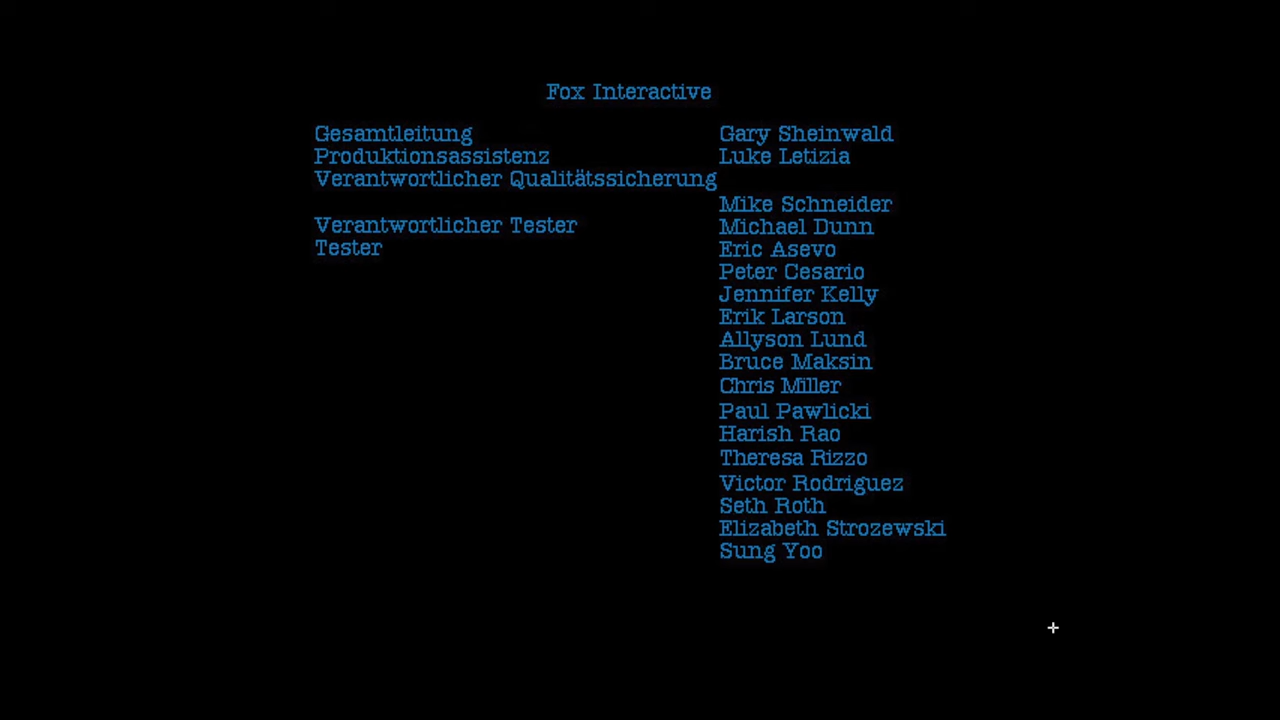 Fox Interactive
Gesamtleitung Gary Sheinwald
Produktionsassistenz Luke Letizia
Verantwortlicher Qualitätssicherung
Mike Schneider
Verantwortlicher Tester Michael Dunn
Tester Eric Asevo
Peter Cesario
Jennifer Kelly
Erik Larson
Allyson Lund
Bruce Maksin
Chris Miller
Paul Pawlicki
Harish Rao
Theresa Rizzo
Victor Rodriguez
Seth Roth
Elizabeth Strozewski
Sung Yoo